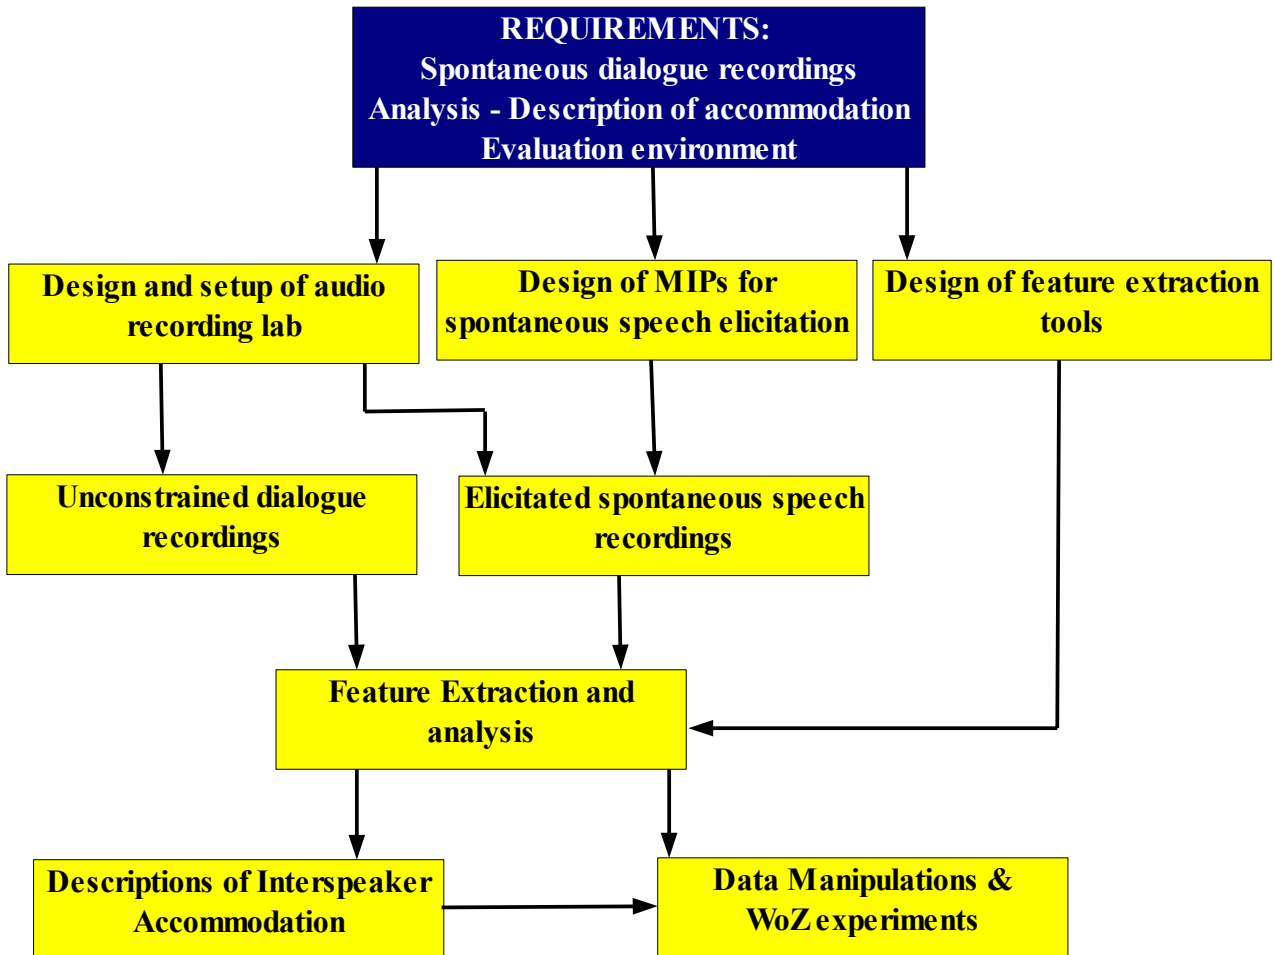 REQUIREMENTS:
Spontaneous dialogue recordings
Analysis - Description of accommodation
Evaluation environment
Design and setup of audio
recording lab
Design of MIPs for
spontaneous speech elicitation
Design of feature extraction
tools
Unconstrained dialogue
recordings
Elicitated spontaneous speech
recordings
Feature Extraction and
analysis
Descriptions of Interspeaker
Accommodation
Data Manipulations &
WoZ experiments